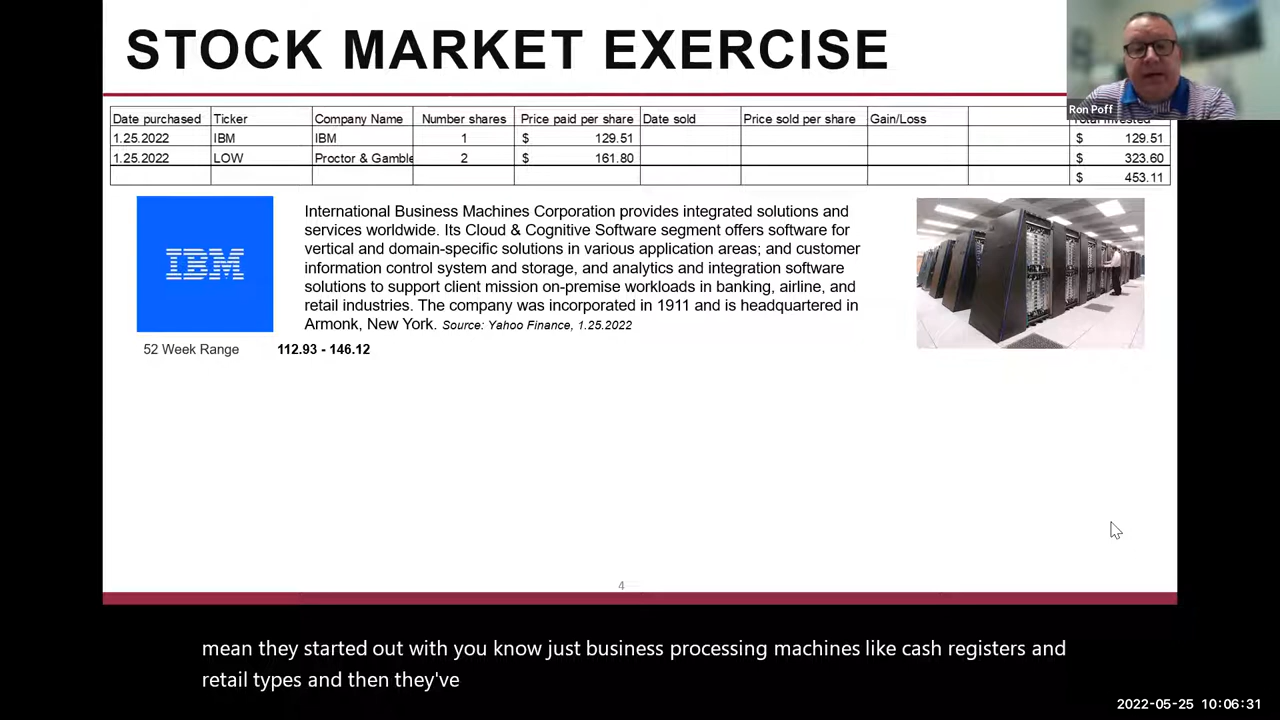 STOCK MARKET EXERCISE
Ron Poff
Date purchased Ticker Company Name Number shares Price paid per share Date sold Price sold per share Gain/Loss Total Invested
1.25.2022 IBM IBM 1 $ 129.51 $ 129.51
1.25.2022 LOW Proctor & Gamble 2 $ 161.80 $ 323.60
$ 453.11
IBM
International Business Machines Corporation provides integrated solutions and
services worldwide. Its Cloud & Cognitive Software segment offers software for
vertical and domain-specific solutions in various application areas; and customer
information control system and storage, and analytics and integration software
solutions to support client mission on-premise workloads in banking, airline, and
retail industries. The company was incorporated in 1911 and is headquartered in
Armonk, New York. Source: Yahoo Finance, 1.25.2022
52 Week Range 112.93 - 146.12
4
mean they started out with you know just business processing machines like cash registers and
retail types and then they've
2022-05-25 10:06:31